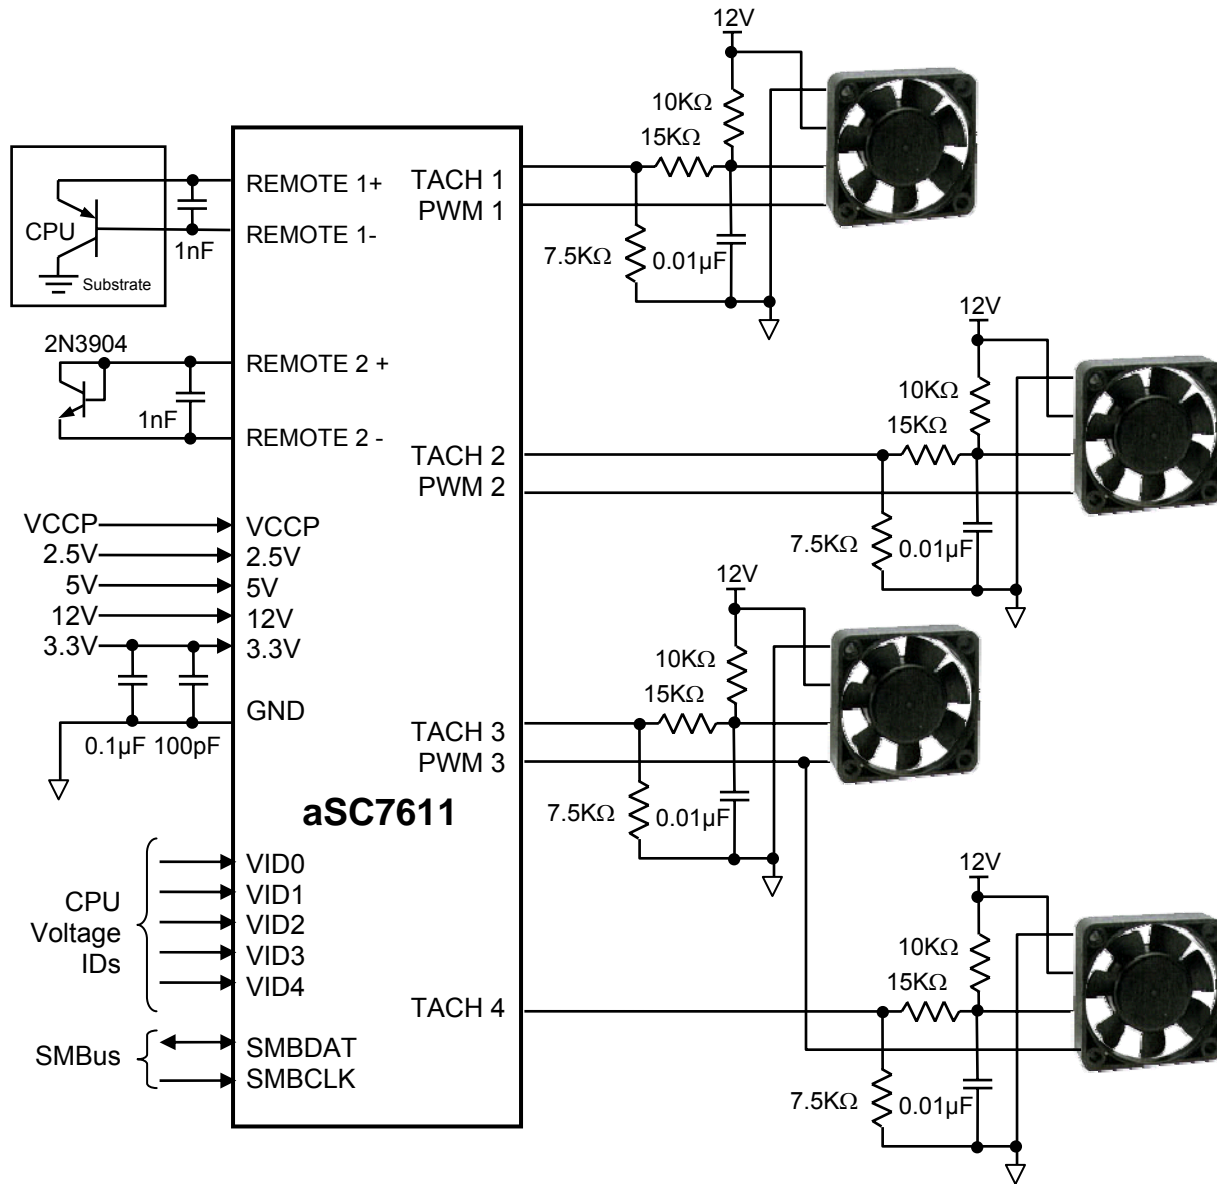 12V
10KΩ
15KΩ
7.5KΩ
0.01µF
CPU
Substrate
1nF
REMOTE 1+
REMOTE 1-
TACH 1
PWM 1
2N3904
1nF
REMOTE 2 +
REMOTE 2 -
12V
10KΩ
15KΩ
7.5KΩ
0.01µF
TACH 2
PWM 2
VCCP
2.5V
5V
12V
3.3V
VCCP
2.5V
5V
12V
3.3V
GND
0.1µF 100pF
12V
10KΩ
15KΩ
7.5KΩ
0.01µF
TACH 3
PWM 3
aSC7611
CPU
Voltage
IDs
VID0
VID1
VID2
VID3
VID4
SMBus
SMBDAT
SMBCLK
TACH 4
12V
10KΩ
15KΩ
7.5KΩ
0.01µF